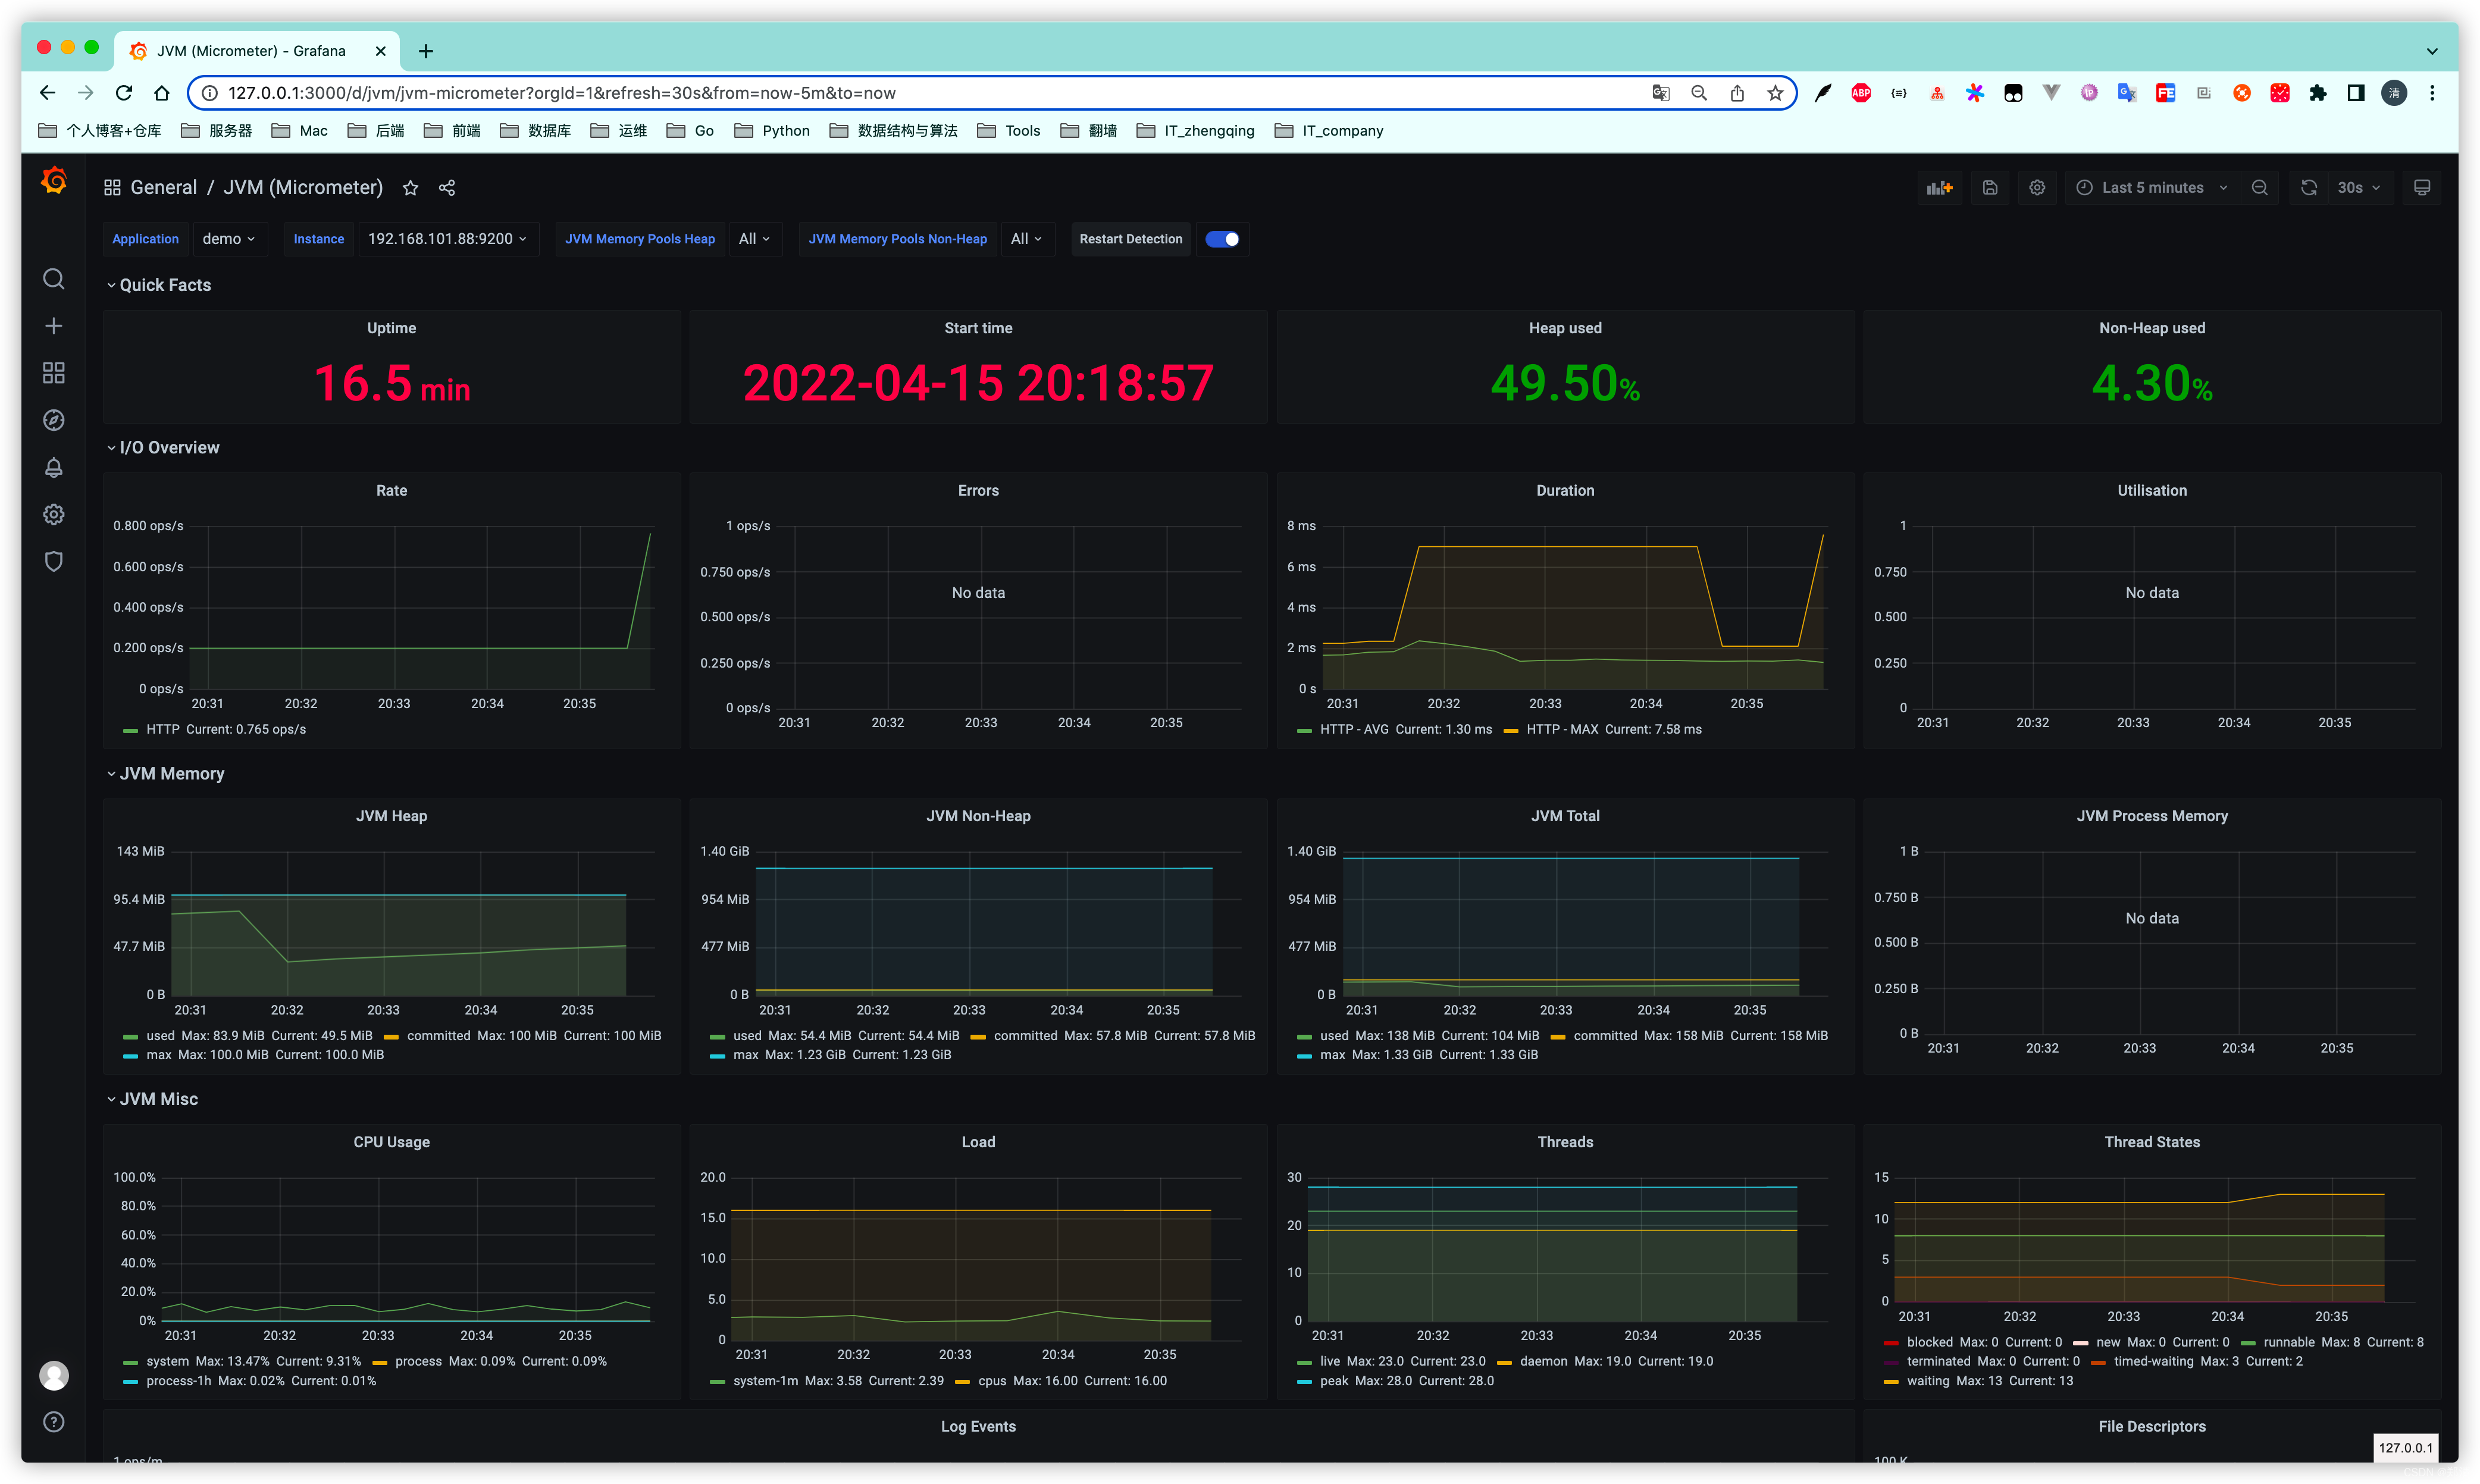 JVM (Micrometer) - Grafana
127.0.0.1:3000/d/jvm/jvm-micrometer?orgId=1&refresh=30s&from=now-5m&to=now
ABP
清
个人博客+仓库 服务器 Mac 后端 前端 数据库 运维 Go Python 数据结构与算法 Tools 翻墙 IT_zhengqing IT_company
General / JVM (Micrometer)
Last 5 minutes 30s
Application demo Instance 192.168.101.88:9200 JVM Memory Pools Heap All JVM Memory Pools Non-Heap All Restart Detection
Quick Facts
Uptime
16.5 min
Start time
2022-04-15 20:18:57
Heap used
49.50%
Non-Heap used
4.30%
I/O Overview
Rate
0.800 ops/s
0.600 ops/s
0.400 ops/s
0.200 ops/s
0 ops/s
20:31 20:32 20:33 20:34 20:35
HTTP Current: 0.765 ops/s
Errors
1 ops/s
0.750 ops/s
No data
0.500 ops/s
0.250 ops/s
0 ops/s
20:31 20:32 20:33 20:34 20:35
Duration
8 ms
6 ms
4 ms
2 ms
0 s
20:31 20:32 20:33 20:34 20:35
HTTP - AVG Current: 1.30 ms HTTP - MAX Current: 7.58 ms
Utilisation
1
0.750
No data
0.500
0.250
0
20:31 20:32 20:33 20:34 20:35
JVM Memory
JVM Heap
143 MiB
95.4 MiB
47.7 MiB
0 B
20:31 20:32 20:33 20:34 20:35
used Max: 83.9 MiB Current: 49.5 MiB committed Max: 100 MiB Current: 100 MiB
max Max: 100.0 MiB Current: 100.0 MiB
JVM Non-Heap
1.40 GiB
954 MiB
477 MiB
0 B
20:31 20:32 20:33 20:34 20:35
used Max: 54.4 MiB Current: 54.4 MiB committed Max: 57.8 MiB Current: 57.8 MiB
max Max: 1.23 GiB Current: 1.23 GiB
JVM Total
1.40 GiB
954 MiB
477 MiB
0 B
20:31 20:32 20:33 20:34 20:35
used Max: 138 MiB Current: 104 MiB committed Max: 158 MiB Current: 158 MiB
max Max: 1.33 GiB Current: 1.33 GiB
JVM Process Memory
1 B
0.750 B
No data
0.500 B
0.250 B
0 B
20:31 20:32 20:33 20:34 20:35
JVM Misc
CPU Usage
100.0%
80.0%
60.0%
40.0%
20.0%
0%
20:31 20:32 20:33 20:34 20:35
system Max: 13.47% Current: 9.31% process Max: 0.09% Current: 0.09%
process-1h Max: 0.02% Current: 0.01%
Load
20.0
15.0
10.0
5.0
0
20:31 20:32 20:33 20:34 20:35
system-1m Max: 3.58 Current: 2.39 cpus Max: 16.00 Current: 16.00
Threads
30
20
10
0
20:31 20:32 20:33 20:34 20:35
live Max: 23.0 Current: 23.0 daemon Max: 19.0 Current: 19.0
peak Max: 28.0 Current: 28.0
Thread States
15
10
5
0
20:31 20:32 20:33 20:34 20:35
blocked Max: 0 Current: 0 new Max: 0 Current: 0 runnable Max: 8 Current: 8
terminated Max: 0 Current: 0 timed-waiting Max: 3 Current: 2
waiting Max: 13 Current: 13
Log Events
1 ops/m
File Descriptors
100 K
127.0.0.1